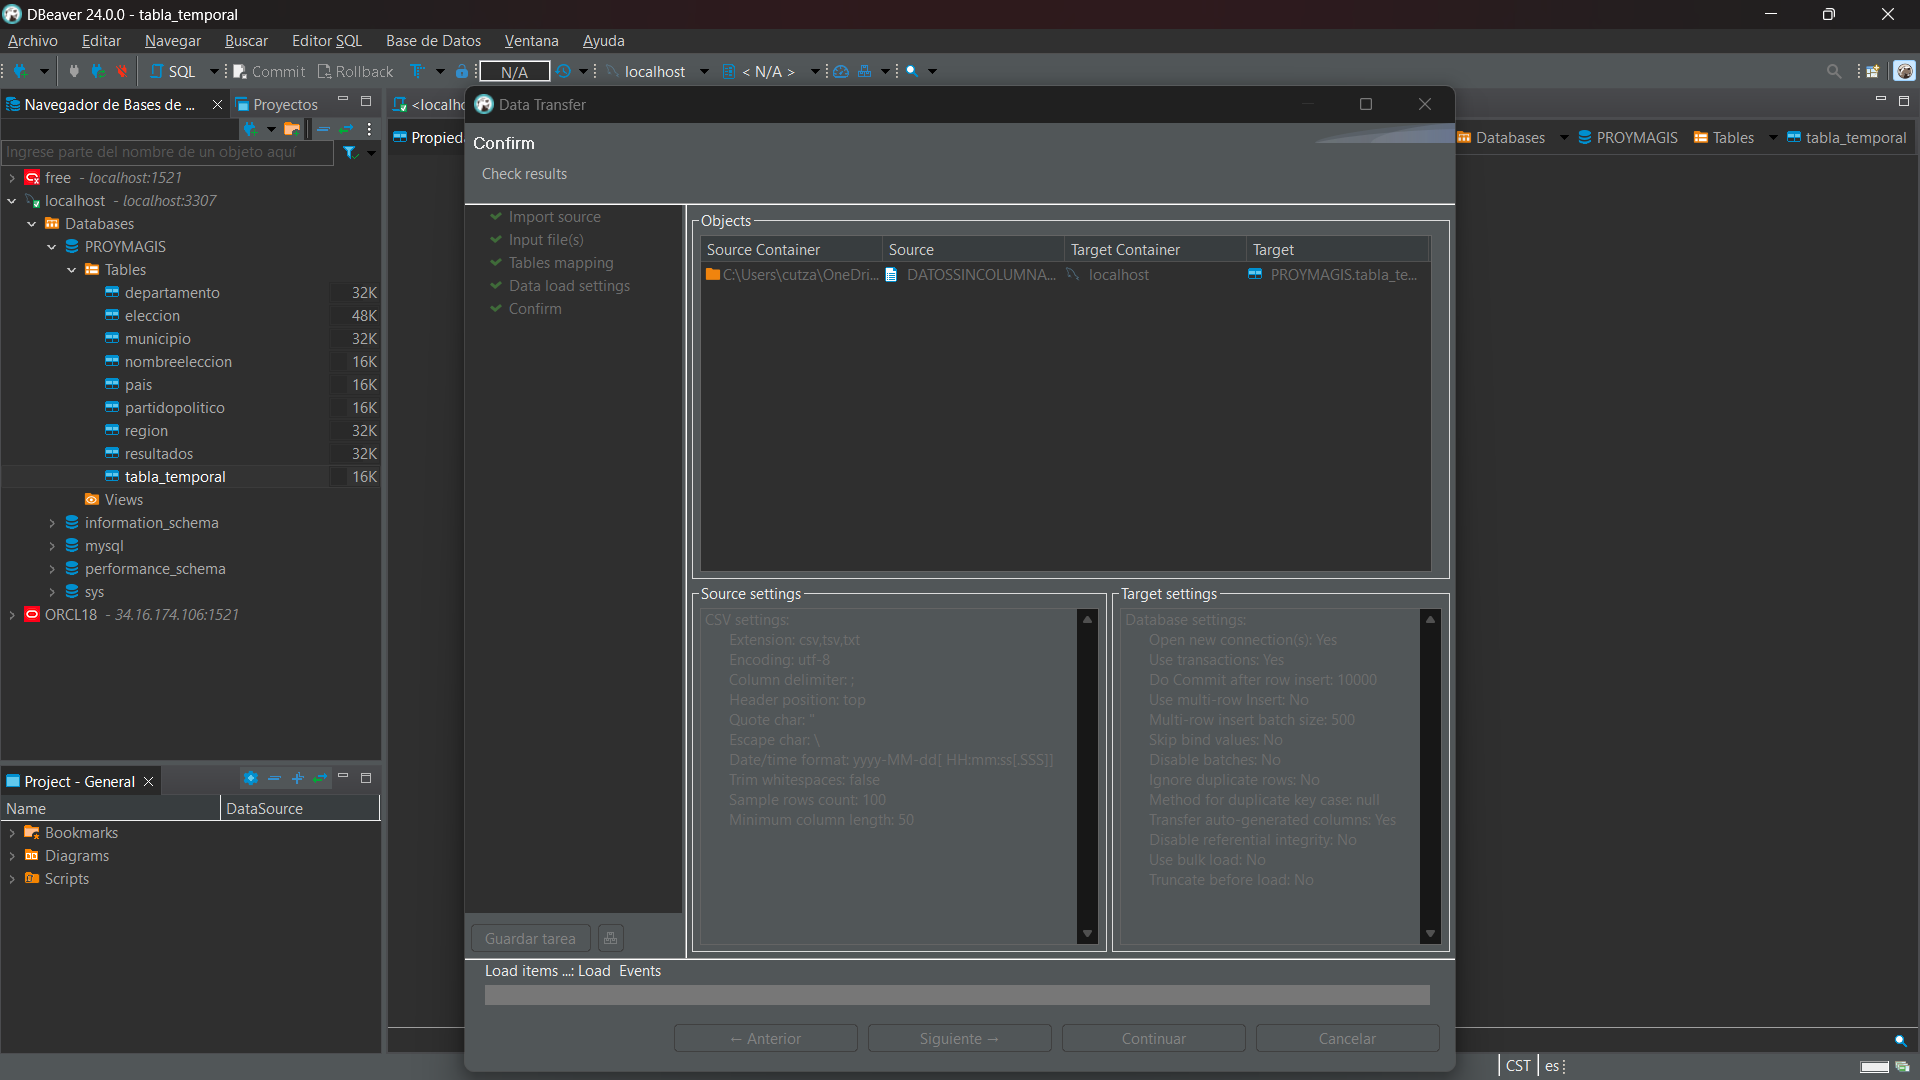 DBeaver 24.0.0 - tabla_temporal
Archivo Editar Navegar Buscar Editor SQL Base de Datos Ventana Ayuda
SQL Commit Rollback N/A localhost < N/A >
Navegador de Bases de ... Proyectos
Ingrese parte del nombre de un objeto aquí
free - localhost:1521
localhost - localhost:3307
Databases
PROYMAGIS
Tables
departamento 32K
eleccion 48K
municipio 32K
nombreeleccion 16K
pais 16K
partidopolitico 16K
region 32K
resultados 32K
tabla_temporal 16K
Views
information_schema
mysql
performance_schema
sys
ORCL18 - 34.16.174.106:1521
Project - General
Name DataSource
Bookmarks
Diagrams
Scripts
<localh
Propied
Databases PROYMAGIS Tables tabla_temporal
Data Transfer
Confirm
Check results
Import source
Input file(s)
Tables mapping
Data load settings
Confirm
Objects
Source Container Source Target Container Target
C:\Users\cutza\OneDri... DATOSSINCOLUMNA... localhost PROYMAGIS.tabla_te...
Source settings
CSV settings:
Extension: csv,tsv,txt
Encoding: utf-8
Column delimiter: ;
Header position: top
Quote char: "
Escape char: \
Date/time format: yyyy-MM-dd[ HH:mm:ss[.SSS]]
Trim whitespaces: false
Sample rows count: 100
Minimum column length: 50
Target settings
Database settings:
Open new connection(s): Yes
Use transactions: Yes
Do Commit after row insert: 10000
Use multi-row Insert: No
Multi-row insert batch size: 500
Skip bind values: No
Disable batches: No
Ignore duplicate rows: No
Method for duplicate key case: null
Transfer auto-generated columns: Yes
Disable referential integrity: No
Use bulk load: No
Truncate before load: No
Guardar tarea
Load items ...: Load Events
← Anterior Siguiente → Continuar Cancelar
CST es